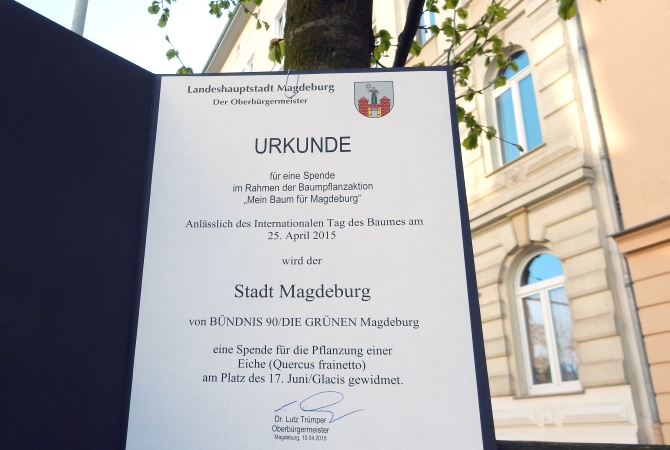 Landeshauptstadt Magdeburg
Der Oberbürgermeister
URKUNDE
für eine Spende
im Rahmen der Baumpflanzaktion
„Mein Baum für Magdeburg"
Anlässlich des Internationalen Tag des Baumes am
25. April 2015
wird der
Stadt Magdeburg
von BÜNDNIS 90/DIE GRÜNEN Magdeburg
eine Spende für die Pflanzung einer
Eiche (Quercus frainetto)
am Platz des 17. Juni/Glacis gewidmet.
Dr. Lutz Trümper
Oberbürgermeister
Magdeburg, 15.04.2015